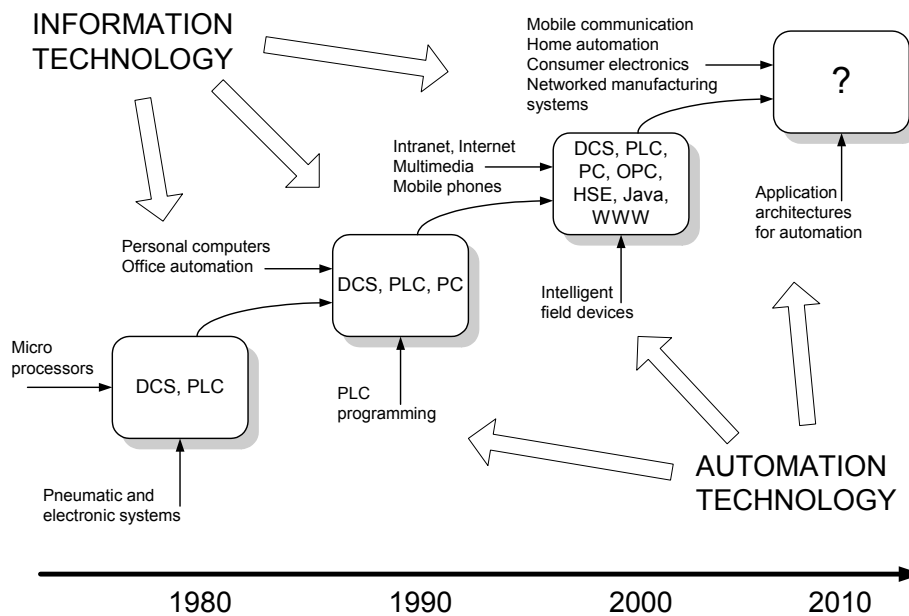 INFORMATION
TECHNOLOGY
Mobile communication
Home automation
Consumer electronics
Networked manufacturing
systems
?
Intranet, Internet
Multimedia
Mobile phones
DCS, PLC,
PC, OPC,
HSE, Java,
WWW
Application
architectures
for automation
Personal computers
Office automation
DCS, PLC, PC
Intelligent
field devices
Micro
processors
DCS, PLC
PLC
programming
AUTOMATION
TECHNOLOGY
Pneumatic and
electronic systems
1980
1990
2000
2010